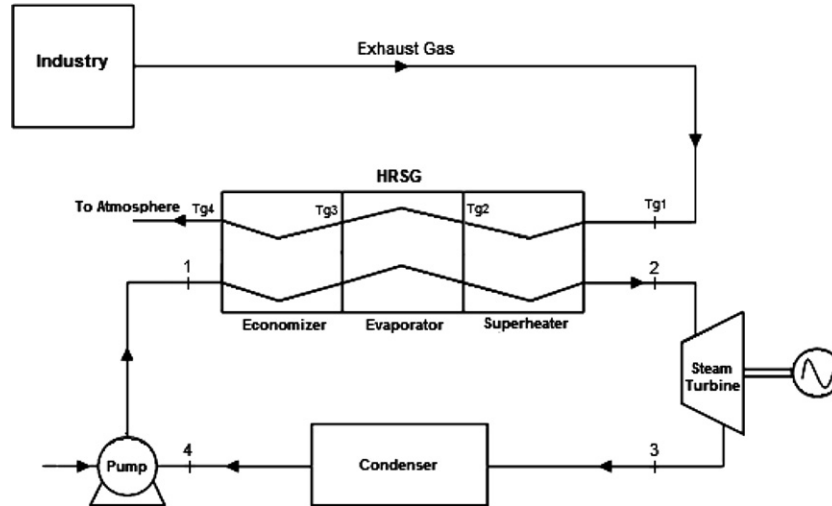 Industry
Exhaust Gas
HRSG
To Atmosphere
Tg4
Tg3
Tg2
Tg1
1
2
Economizer
Evaporator
Superheater
Steam
Turbine
Pump
4
Condenser
3